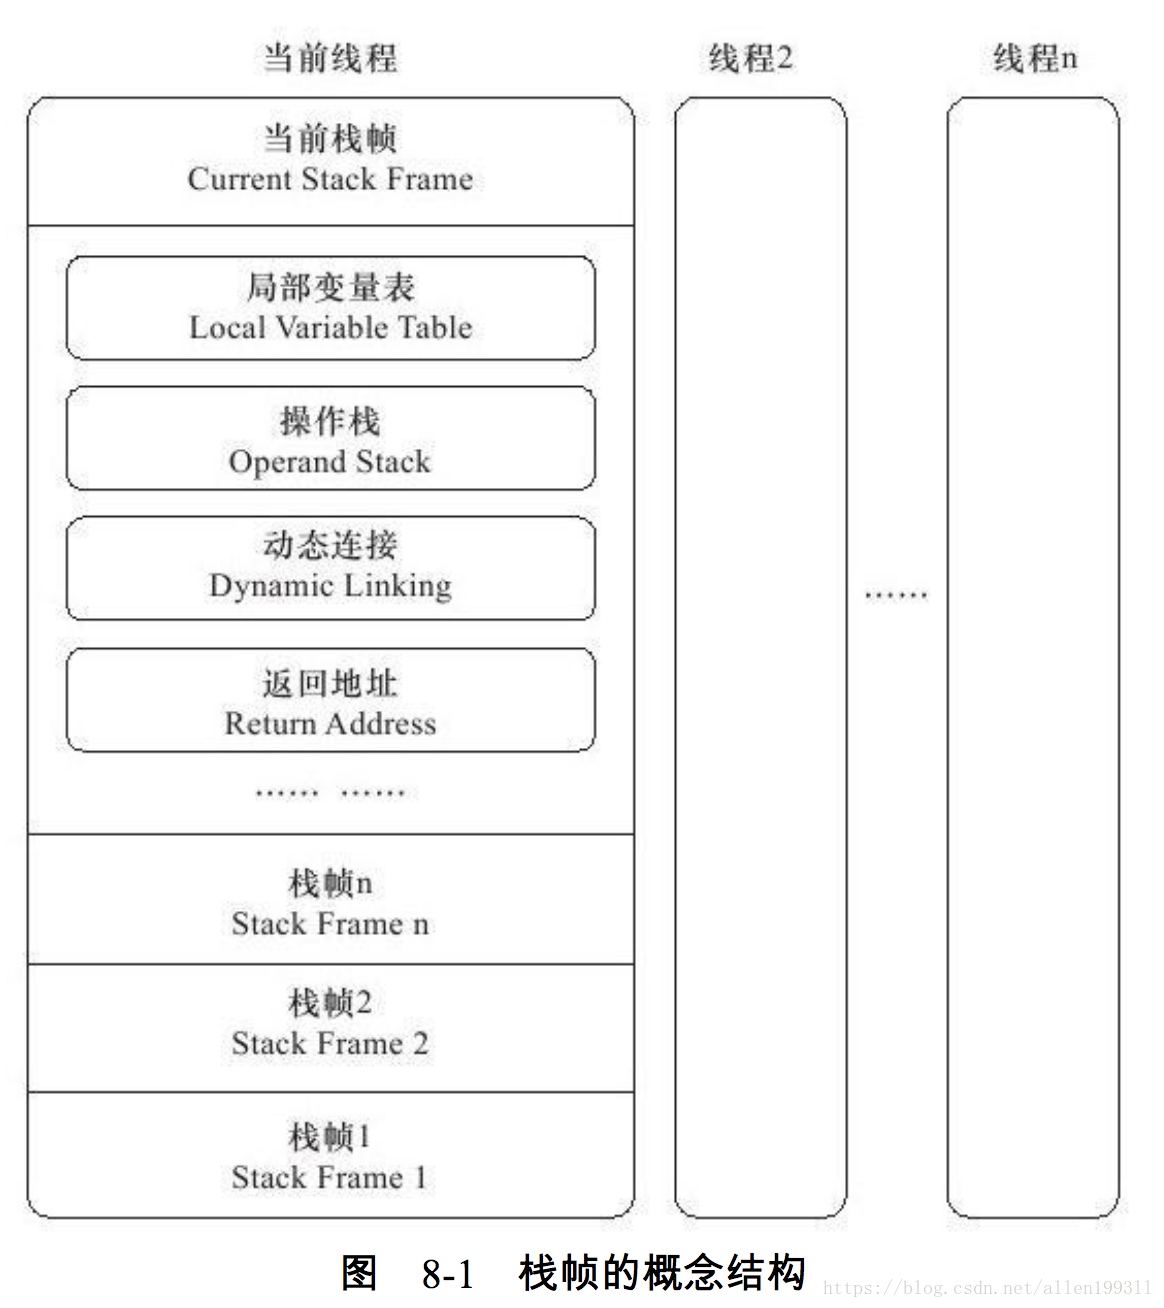 当前线程
线程2
线程n
当前栈帧
Current Stack Frame
局部变量表
Local Variable Table
操作栈
Operand Stack
动态连接
Dynamic Linking
返回地址
Return Address
…… ……
……
栈帧n
Stack Frame n
栈帧2
Stack Frame 2
栈帧1
Stack Frame 1
图 8-1 栈帧的概念结构
https://blog.csdn.net/allen199311